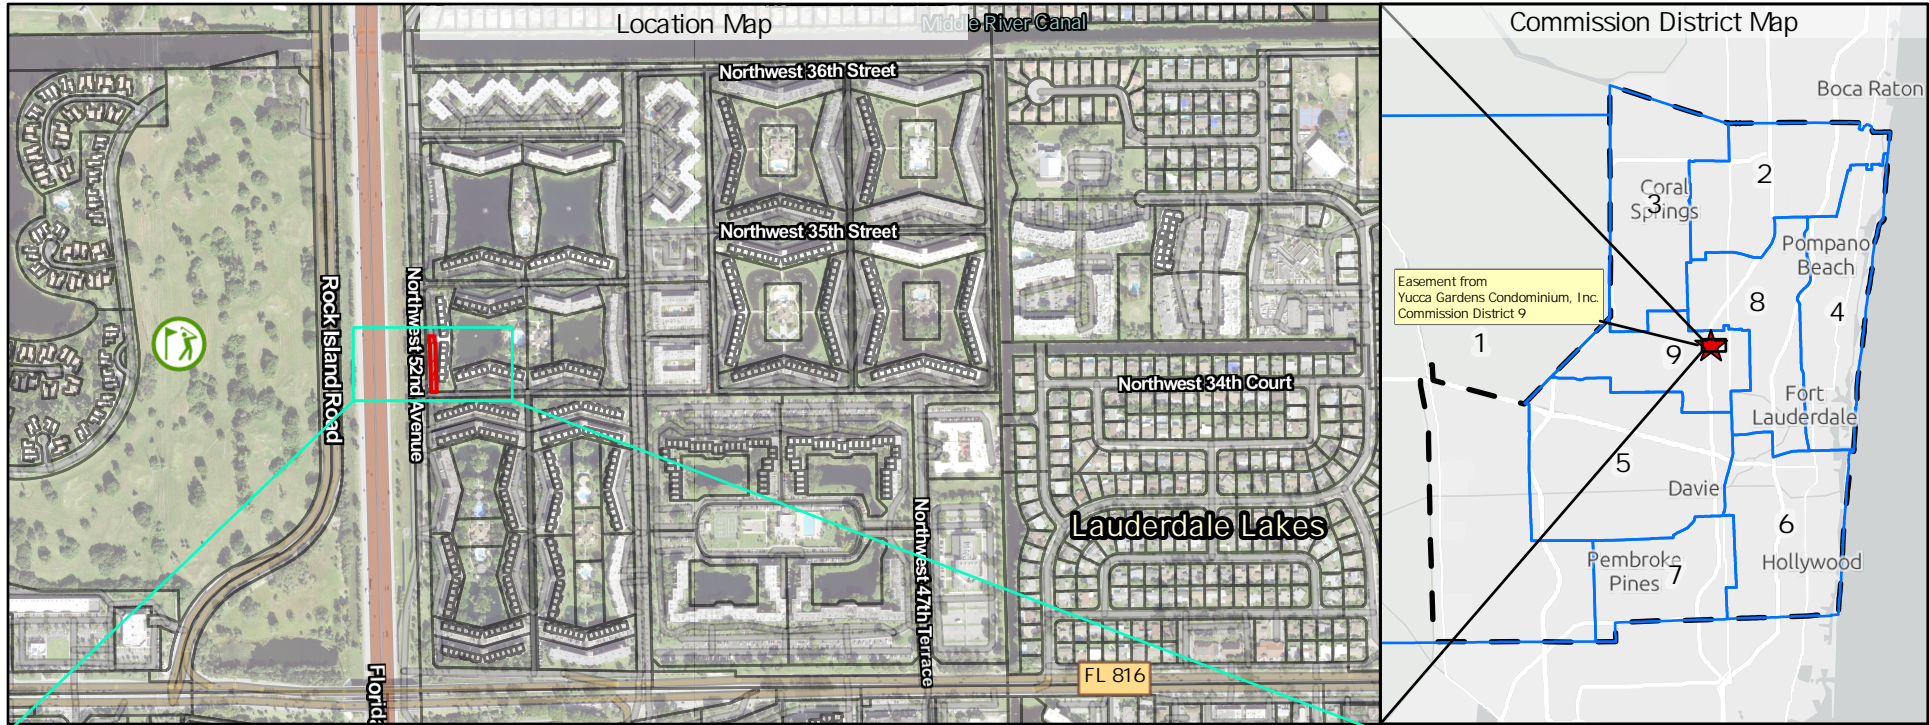 Location Map
Middle River Canal
Northwest 36th Street
Northwest 35th Street
Rock Island Road
Northwest 52nd Avenue
Northwest 34th Court
Lauderdale Lakes
Northwest 47th Terrace
FL 816
Commission District Map
Boca Raton
2
Coral
Springs
3
Pompano
Beach
Easement from
Yucca Gardens Condominium, Inc.
Commission District 9
8
4
1
9
Fort
Lauderdale
5
Davie
6
Pembroke
Pines
7
Hollywood